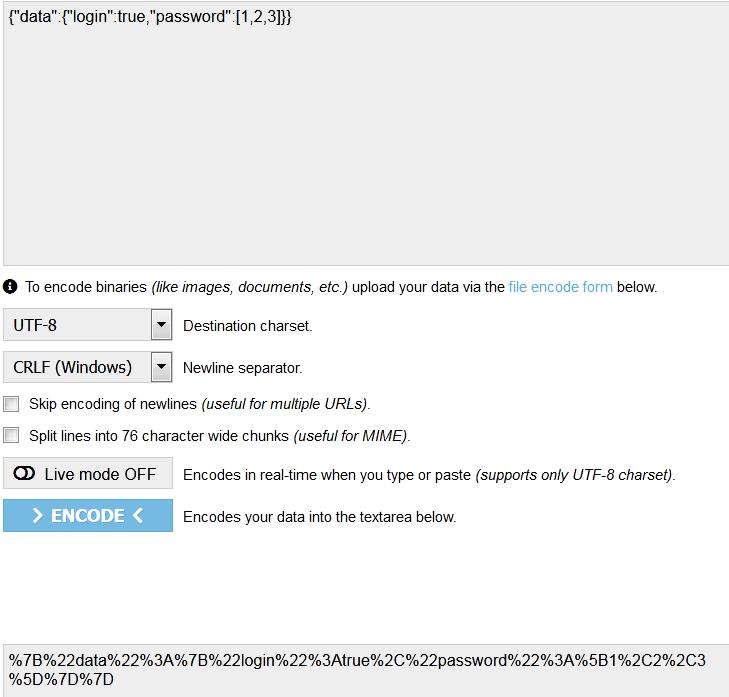 {"data":{"login":true,"password":[1,2,3]}}
To encode binaries (like images, documents, etc.) upload your data via the file encode form below.
UTF-8 Destination charset.
CRLF (Windows) Newline separator.
Skip encoding of newlines (useful for multiple URLs).
Split lines into 76 character wide chunks (useful for MIME).
Live mode OFF Encodes in real-time when you type or paste (supports only UTF-8 charset).
> ENCODE < Encodes your data into the textarea below.
%7B%22data%22%3A%7B%22login%22%3Atrue%2C%22password%22%3A%5B1%2C2%2C3
%5D%7D%7D